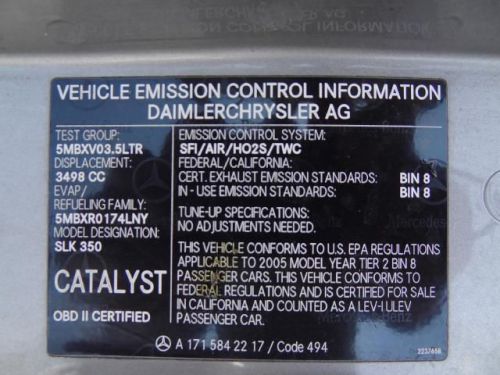 VEHICLE EMISSION CONTROL INFORMATION
DAIMLERCHRYSLER AG
TEST GROUP:
5MBXV03.5LTR
DISPLACEMENT:
3498 CC
EVAP/
REFUELING FAMILY:
5MBXR0174LNY
MODEL DESIGNATION:
SLK 350
CATALYST
OBD II CERTIFIED
EMISSION CONTROL SYSTEM:
SFI/AIR/HO2S/TWC
FEDERAL/CALIFORNIA:
CERT. EXHAUST EMISSION STANDARDS: BIN 8
IN - USE EMISSION STANDARDS: BIN 8
TUNE-UP SPECIFICATIONS:
NO ADJUSTMENTS NEEDED.
THIS VEHICLE CONFORMS TO U.S. EPA REGULATIONS
APPLICABLE TO 2005 MODEL YEAR TIER 2 BIN 8
PASSENGER CARS. THIS VEHICLE CONFORMS TO
FEDERAL REGULATIONS AND IS CERTIFIED FOR SALE
IN CALIFORNIA AND COUNTED AS A LEV-I ULEV
PASSENGER CAR.
A 171 584 22 17 / Code 494
2237658